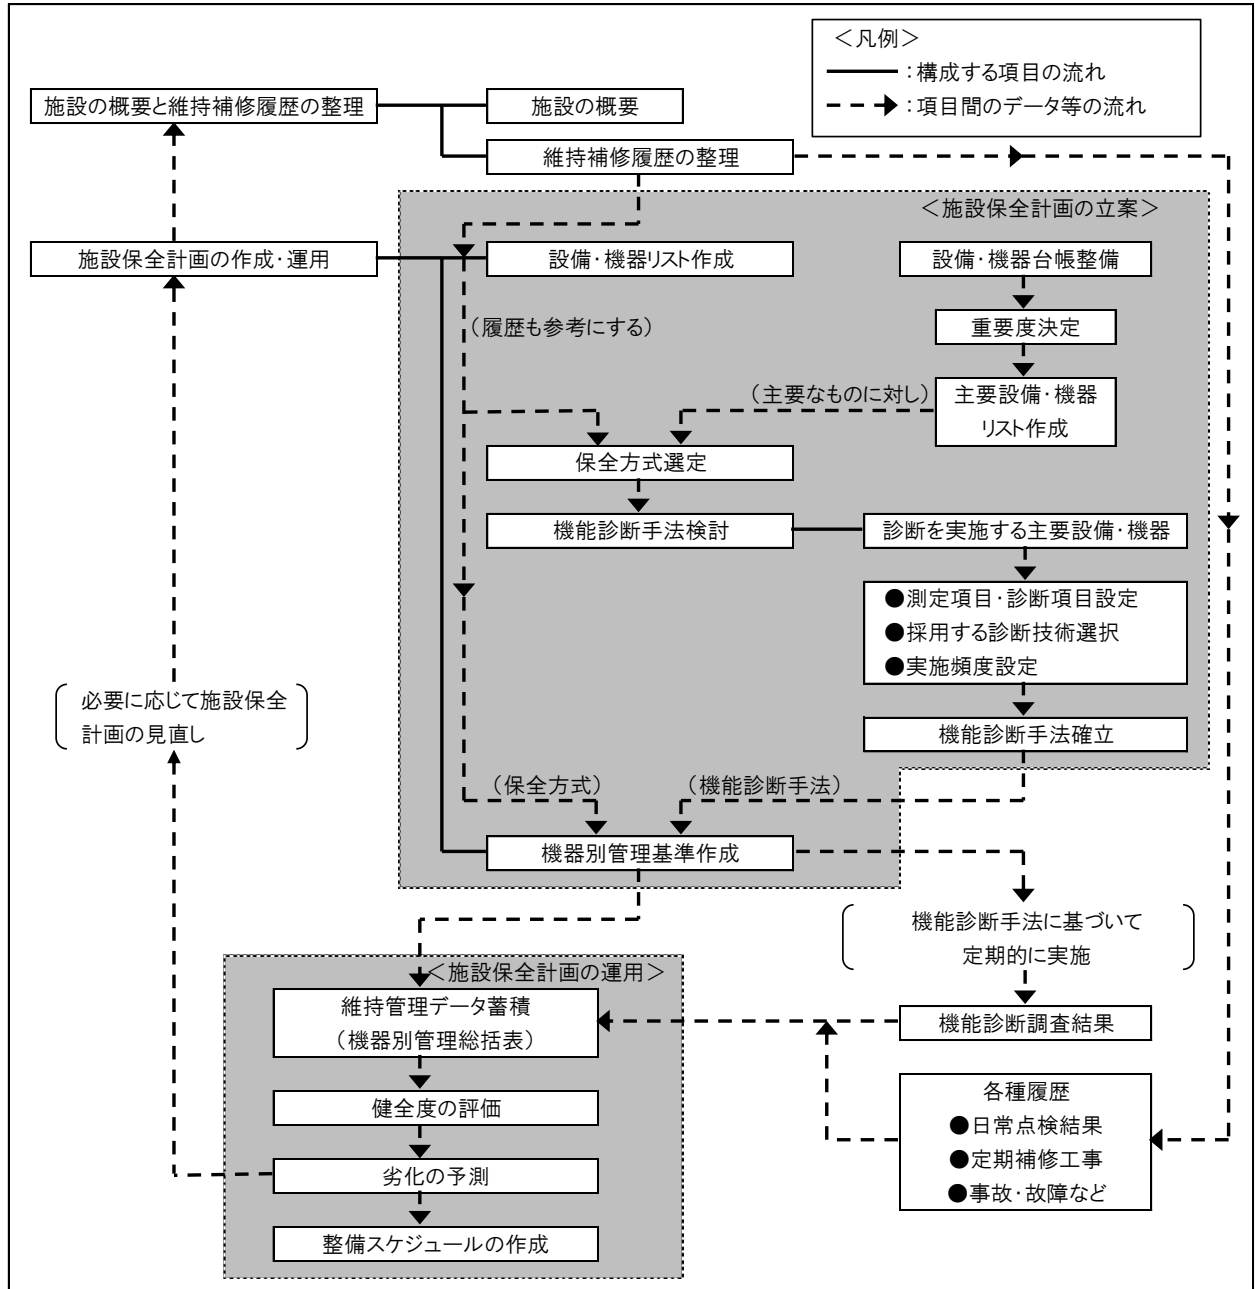 ＜凡例＞
：構成する項目の流れ
：項目間のデータ等の流れ
施設の概要と維持補修履歴の整理
施設の概要
維持補修履歴の整理
＜施設保全計画の立案＞
施設保全計画の作成・運用
設備・機器リスト作成
設備・機器台帳整備
（履歴も参考にする）
重要度決定
（主要なものに対し）
主要設備・機器
リスト作成
保全方式選定
機能診断手法検討
診断を実施する主要設備・機器
●測定項目・診断項目設定
●採用する診断技術選択
●実施頻度設定
必要に応じて施設保全
計画の見直し
機能診断手法確立
（保全方式）
（機能診断手法）
機器別管理基準作成
機能診断手法に基づいて
定期的に実施
＜施設保全計画の運用＞
維持管理データ蓄積
（機器別管理総括表）
機能診断調査結果
健全度の評価
各種履歴
●日常点検結果
●定期補修工事
●事故・故障など
劣化の予測
整備スケジュールの作成